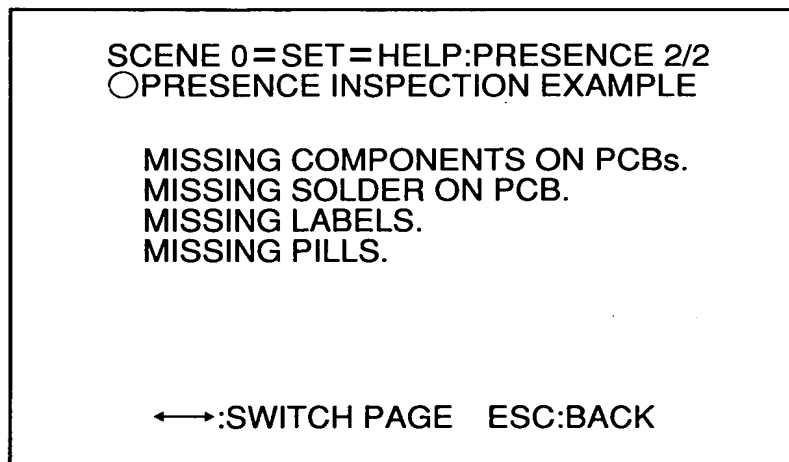 SCENE 0=SET=HELP:PRESENCE 2/2
○PRESENCE INSPECTION EXAMPLE
MISSING COMPONENTS ON PCBs.
MISSING SOLDER ON PCB.
MISSING LABELS.
MISSING PILLS.
←→:SWITCH PAGE ESC:BACK